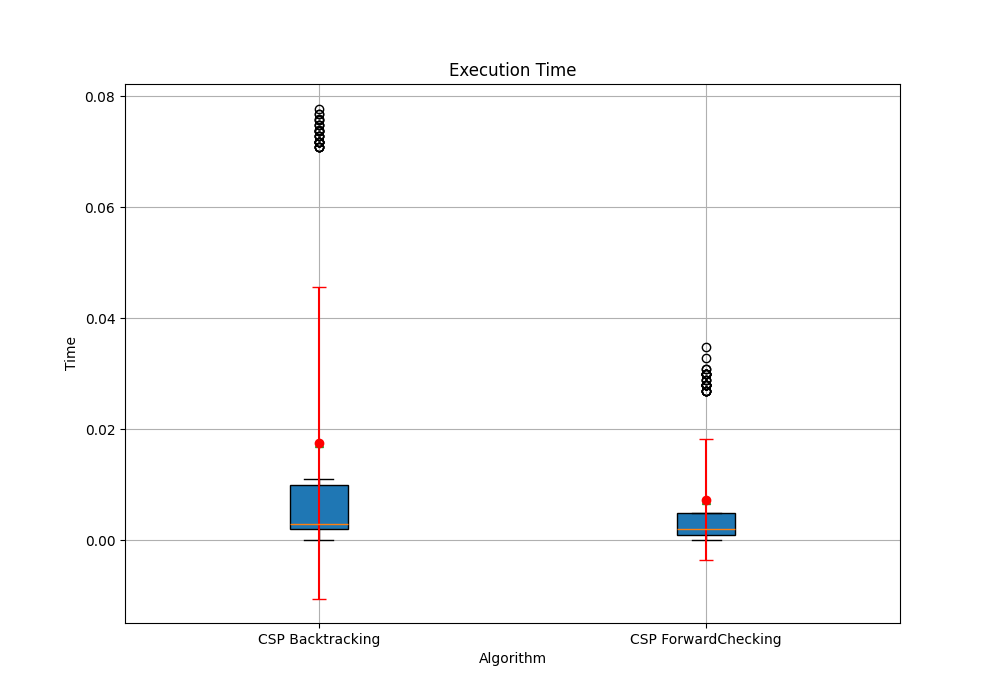 Execution Time
0.08
0.06
0.04
0.02
0.00
Time
CSP Backtracking
CSP ForwardChecking
Algorithm